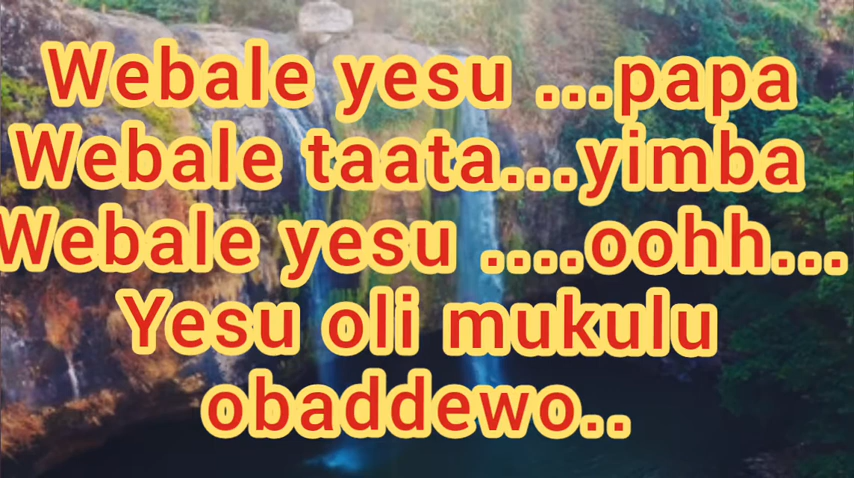 Webale yesu ...papa
Webale taata...yimba
Webale yesu ....oohh...
Yesu oli mukulu
obaddewo..